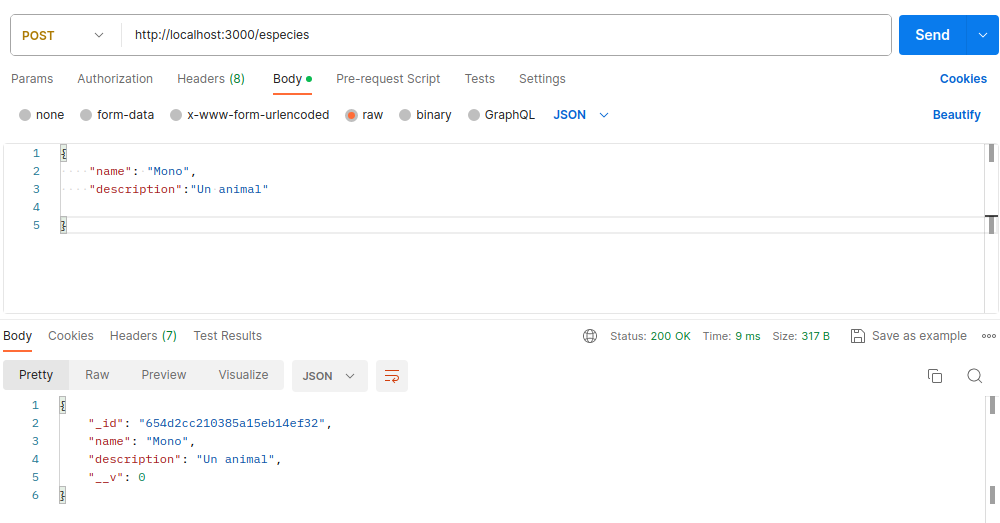 POST http://localhost:3000/especies Send
Params Authorization Headers (8) Body Pre-request Script Tests Settings Cookies
none form-data x-www-form-urlencoded raw binary GraphQL JSON Beautify
1 {
2 ····"name":·"Mono",
3 ····"description":"Un·animal"
4
5 }
Body Cookies Headers (7) Test Results Status: 200 OK Time: 9 ms Size: 317 B Save as example
Pretty Raw Preview Visualize JSON
1 {
2 "_id": "654d2cc210385a15eb14ef32",
3 "name": "Mono",
4 "description": "Un animal",
5 "__v": 0
6 }